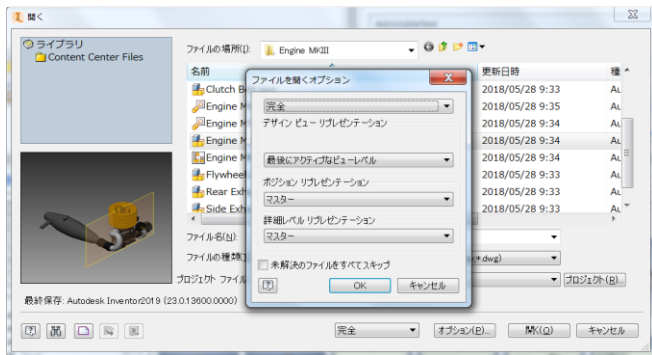 開く
ライブラリ
Content Center Files
ファイルの場所(I):
Engine MKIII
名前
更新日時
種
Clutch B
2018/05/28 9:33
Au
Engine M
2018/05/28 9:35
Au
Engine M
2018/05/28 9:34
Au
Engine M
2018/05/28 9:34
Au
Engine M
2018/05/28 9:34
Au
Flywheel
2018/05/28 9:33
Au
Rear Exh
2018/05/28 9:33
Au
Side Exh
2018/05/28 9:33
Au
ファイルを開くオプション
完全
デザイン ビュー リプレゼンテーション
最後にアクティブなビューレベル
ポジション リプレゼンテーション
マスター
詳細レベル リプレゼンテーション
マスター
未解決のファイルをすべてスキップ
OK
キャンセル
ファイル名(N):
ファイルの種類(
*.dwg)
プロジェクト ファイル
プロジェクト(R)...
最終保存: Autodesk Inventor2019 (23.0.13600.0000)
完全
オプション(P)...
開く(O)
キャンセル